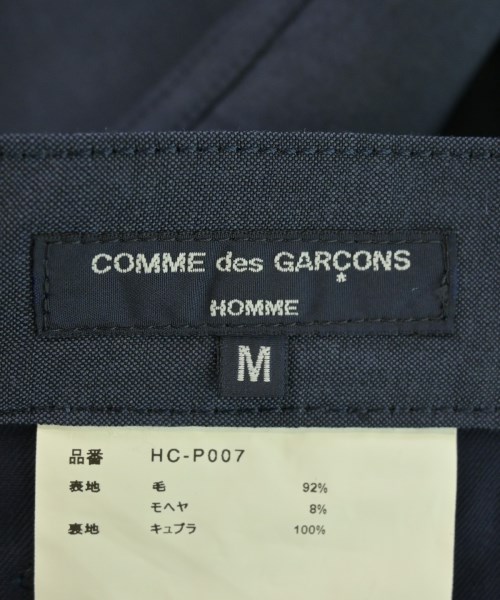 COMME des GARÇONS
HOMME
M
品番 HC-P007
表地 毛 92%
モヘヤ 8%
裏地 キュプラ 100%